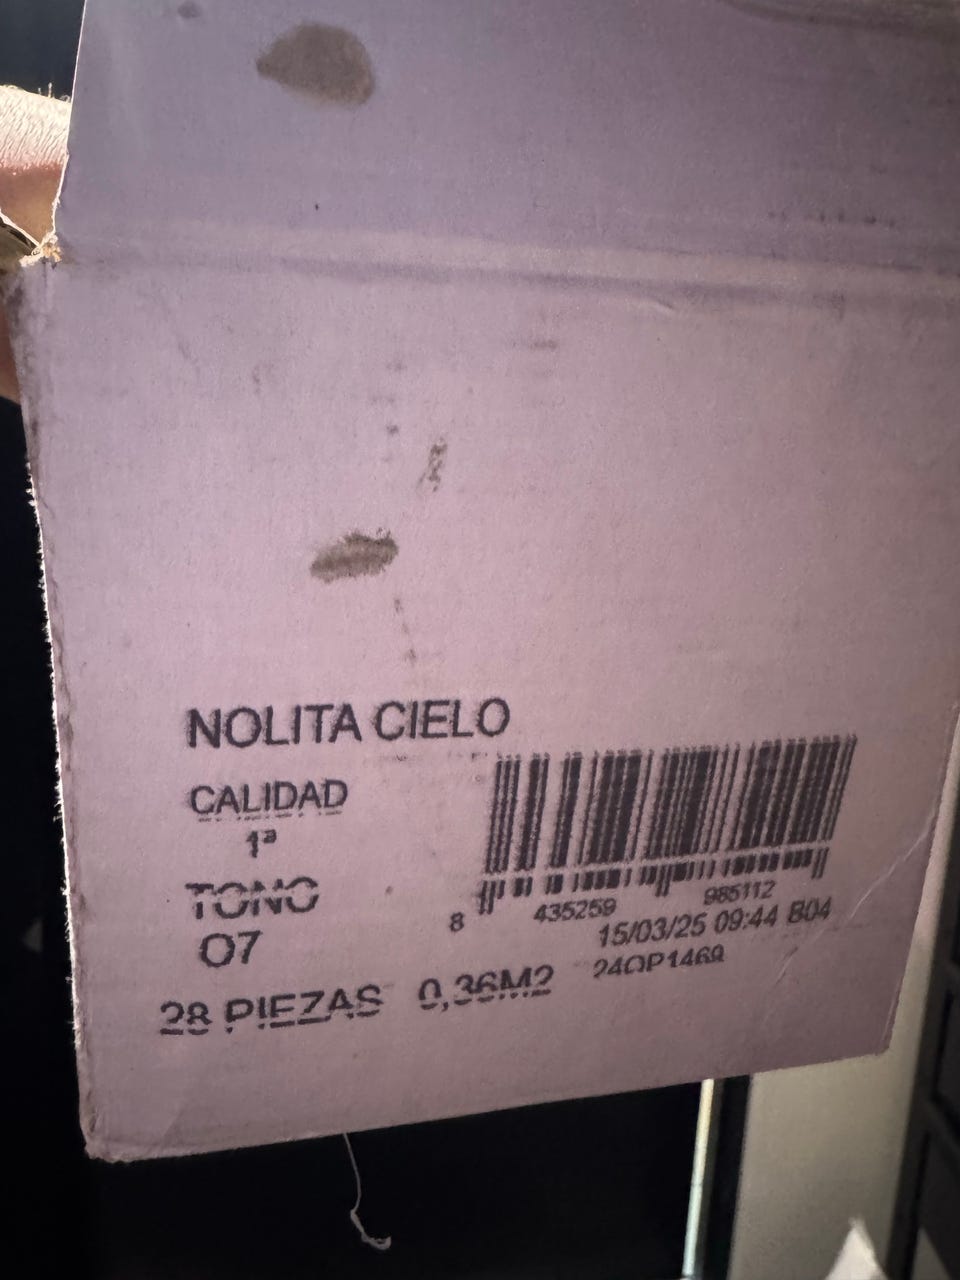 NOLITA CIELO
CALIDAD
1ª
TONO
07
8 435259 985112
15/03/25 09:44 B04
24OP1469
28 PIEZAS 0,36M2